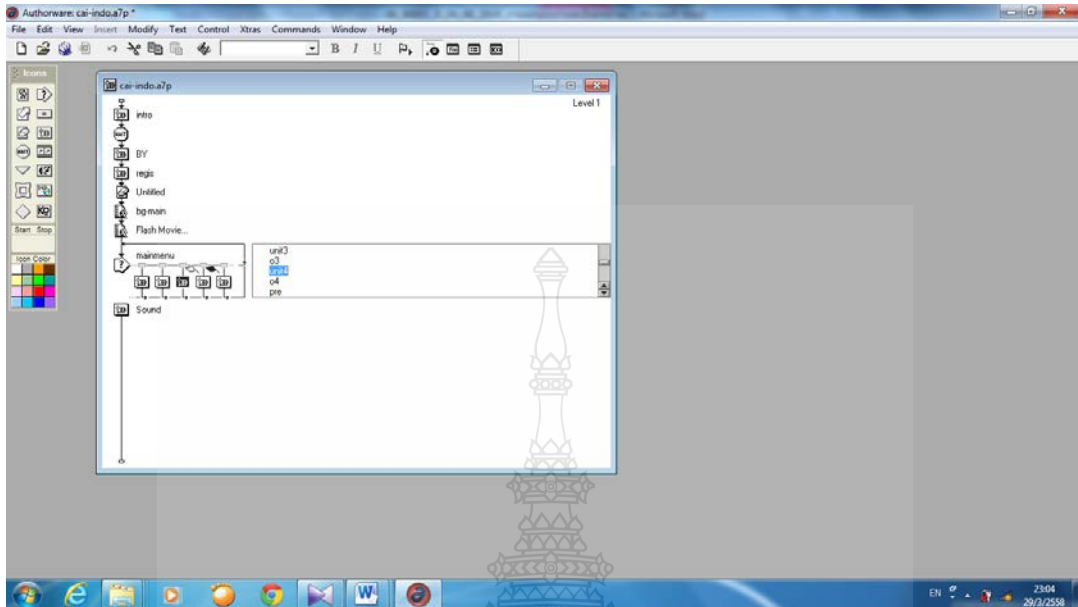 Authorware: cai-indo.a7p *
File Edit View Insert Modify Text Control Xtras Commands Window Help
B I U
Icons
cai-indo.a7p
Level 1
intro
WAIT
BY
regis
Untitled
bg-main
Flash Movie...
mainmenu
unit3
o3
unit4
o4
pre
Sound
Start Stop
Icon Color
EN
23:04
29/3/2558